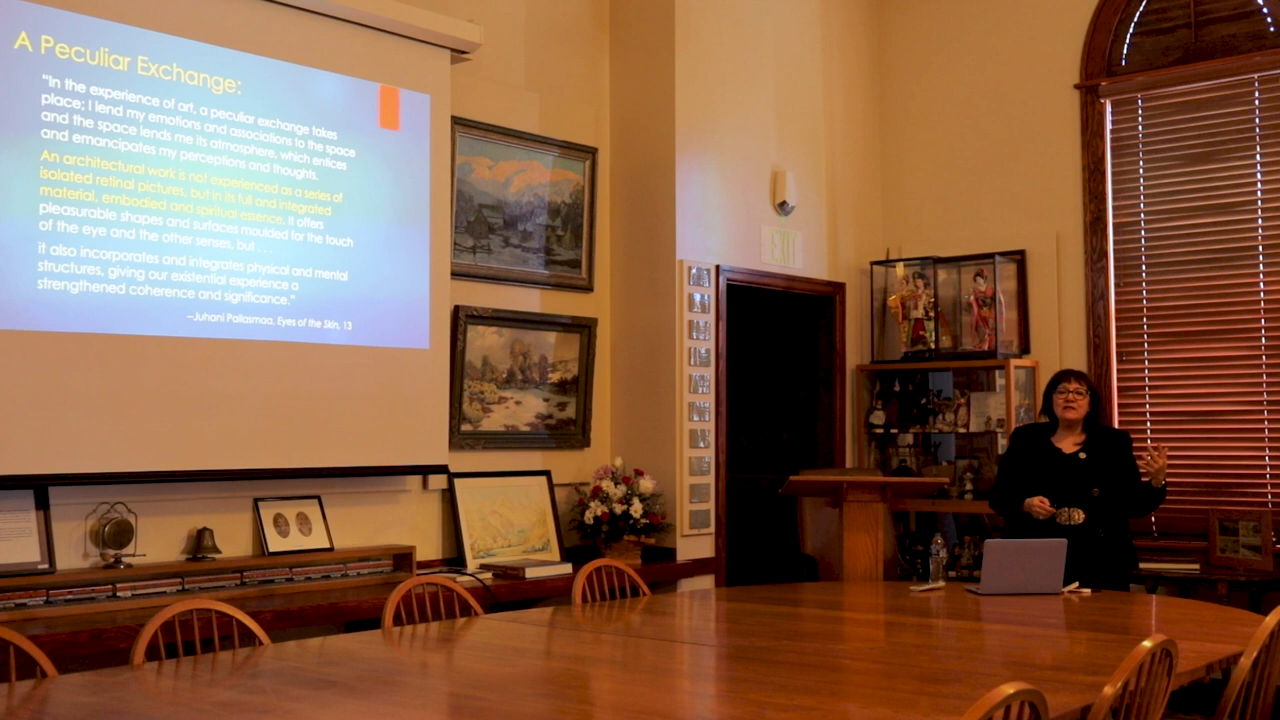 A Peculiar Exchange:
“In the experience of art, a peculiar exchange takes
place; I lend my emotions and associations to the space
and the space lends me its atmosphere, which entices
and emancipates my perceptions and thoughts.
An architectural work is not experienced as a series of
isolated retinal pictures, but in its full and integrated
material, embodied and spiritual essence. It offers
pleasurable shapes and surfaces moulded for the touch
of the eye and the other senses, but . . .
it also incorporates and integrates physical and mental
structures, giving our existential experience a
strengthened coherence and significance.”
--Juhani Pallasmaa, Eyes of the Skin, 13
EXIT